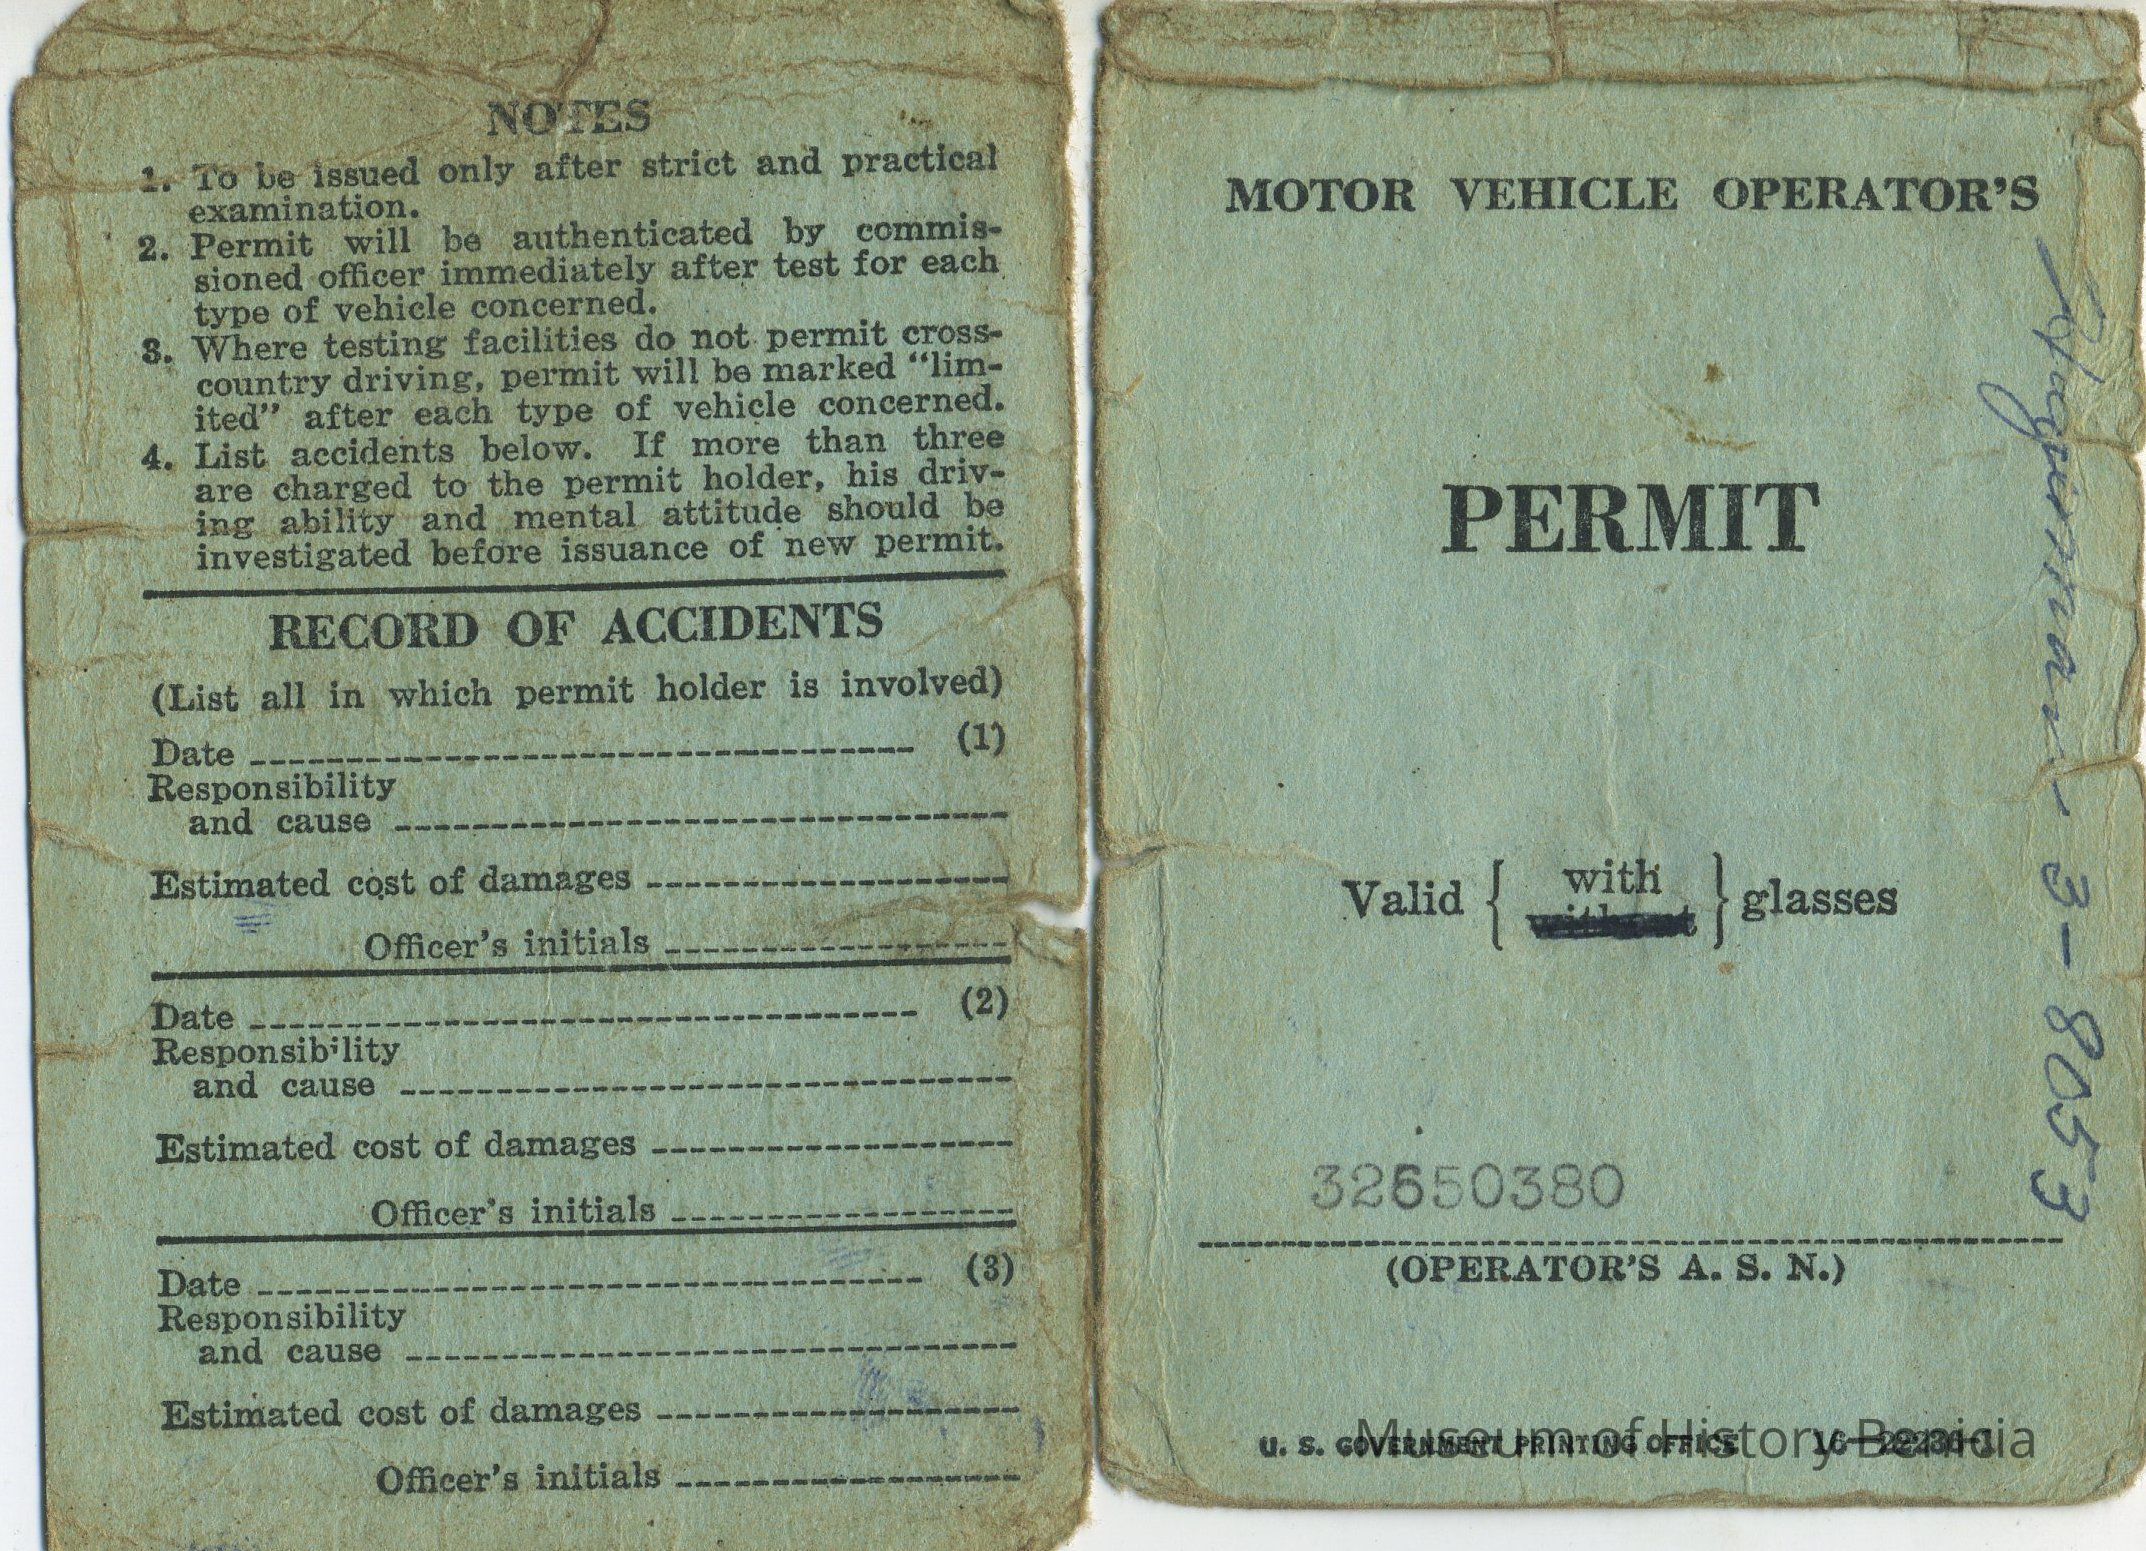 NOTES
1. To be issued only after strict and practical
examination.
2. Permit will be authenticated by commis-
sioned officer immediately after test for each
type of vehicle concerned.
3. Where testing facilities do not permit cross-
country driving, permit will be marked "lim-
ited" after each type of vehicle concerned.
4. List accidents below. If more than three
are charged to the permit holder, his driv-
ing ability and mental attitude should be
investigated before issuance of new permit.
RECORD OF ACCIDENTS
(List all in which permit holder is involved)
Date (1)
Responsibility
and cause
Estimated cost of damages
Officer's initials
Date (2)
Responsibility
and cause
Estimated cost of damages
Officer's initials
Date (3)
Responsibility
and cause
Estimated cost of damages
Officer's initials
MOTOR VEHICLE OPERATOR'S
PERMIT
Valid { with
without } glasses
32650380
(OPERATOR'S A. S. N.)
U. S. GOVERNMENT PRINTING OFFICE 16—22236-1
Museum of History Benicia
3-8053